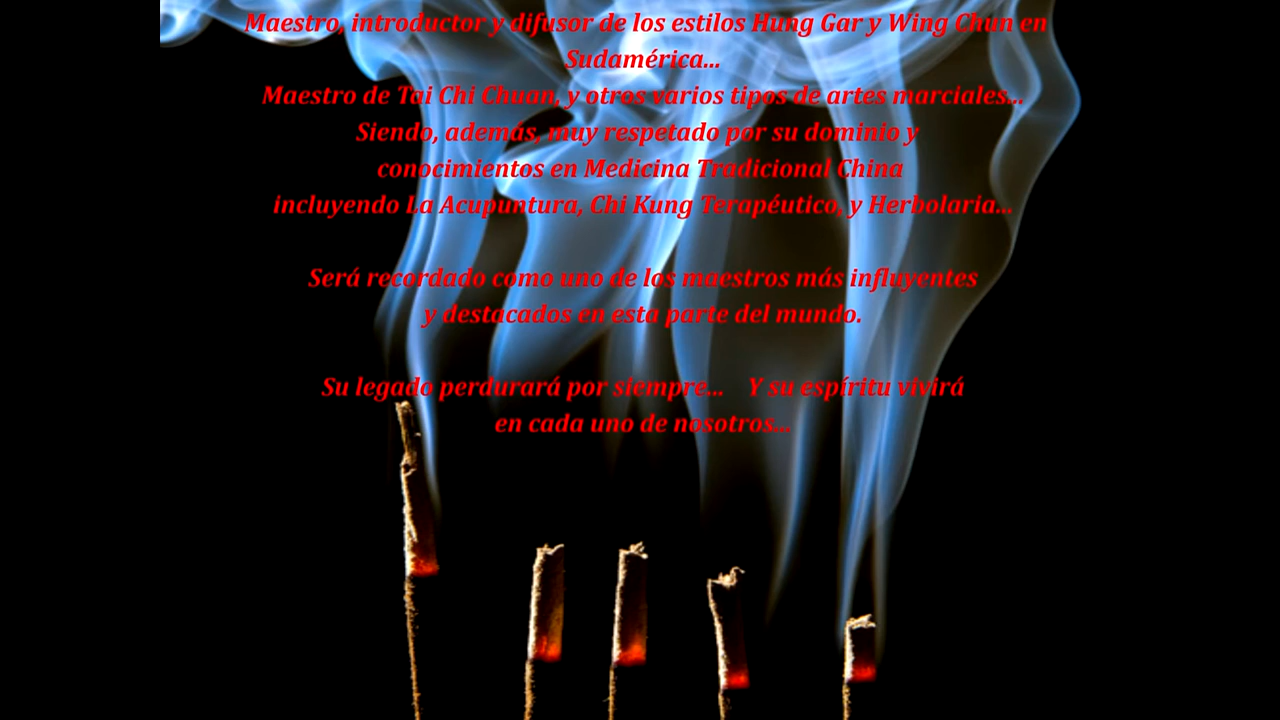 Maestro, introductor y difusor de los estilos Hung Gar y Wing Chun en
Sudamérica...
Maestro de Tai Chi Chuan, y otros varios tipos de artes marciales...
Siendo, además, muy respetado por su dominio y
conocimientos en Medicina Tradicional China
incluyendo La Acupuntura, Chi Kung Terapéutico, y Herbolaria...
Será recordado como uno de los maestros más influyentes
y destacados en esta parte del mundo.
Su legado perdurará por siempre... Y su espíritu vivirá
en cada uno de nosotros...